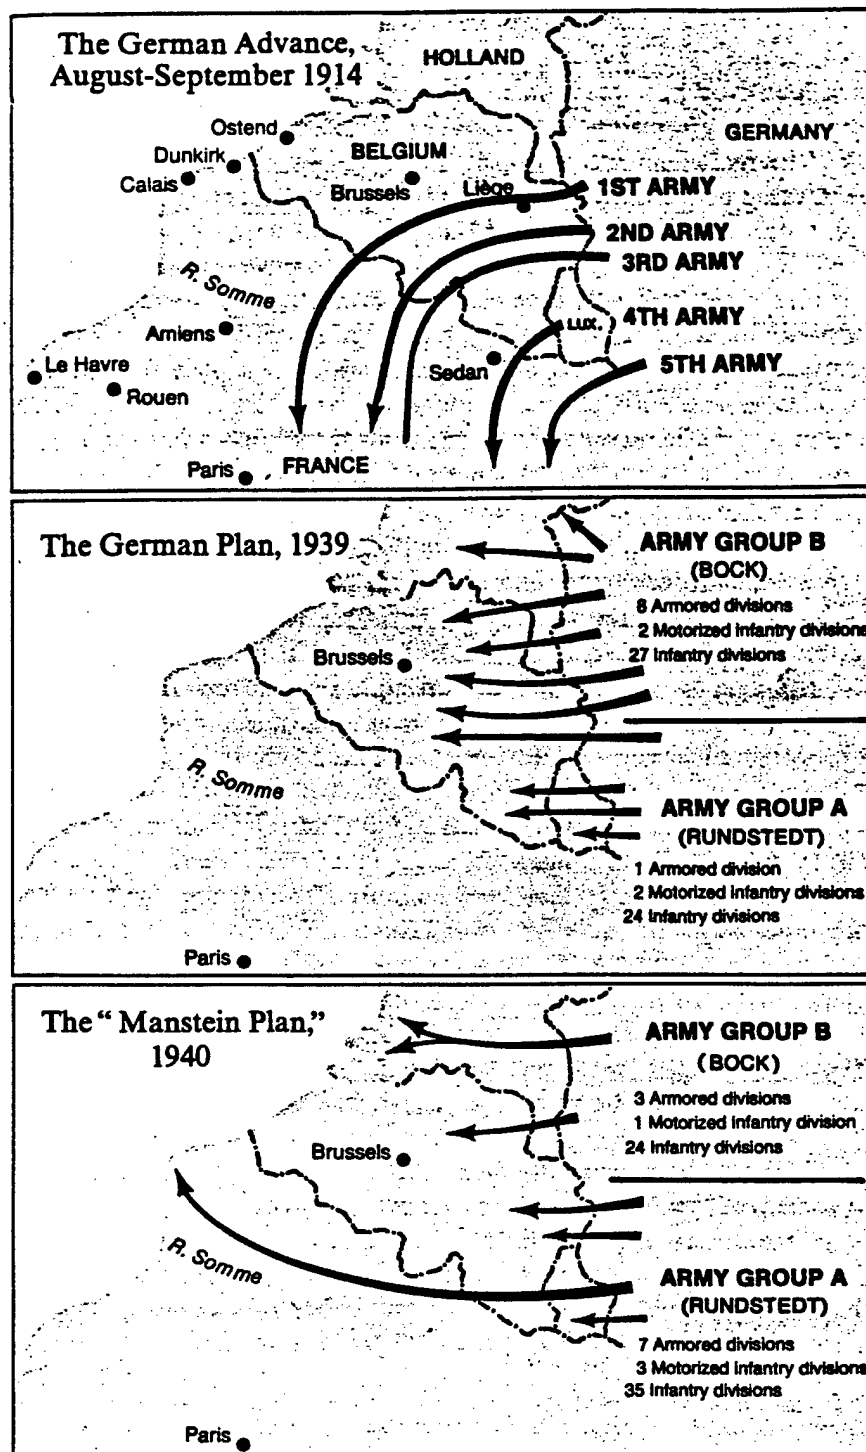 The German Advance,
August-September 1914
HOLLAND
GERMANY
Ostend
BELGIUM
Dunkirk
Calais
Brussels
Liège
1ST ARMY
2ND ARMY
3RD ARMY
R. Somme
4TH ARMY
LUX.
Amiens
Le Havre
Sedan
5TH ARMY
Rouen
Paris
FRANCE
The German Plan, 1939
ARMY GROUP B
(BOCK)
8 Armored divisions
2 Motorized infantry divisions
27 Infantry divisions
Brussels
R. Somme
ARMY GROUP A
(RUNDSTEDT)
1 Armored division
2 Motorized infantry divisions
24 Infantry divisions
Paris
The “Manstein Plan,”
1940
ARMY GROUP B
(BOCK)
3 Armored divisions
1 Motorized infantry division
24 Infantry divisions
Brussels
R. Somme
ARMY GROUP A
(RUNDSTEDT)
7 Armored divisions
3 Motorized infantry divisions
35 Infantry divisions
Paris